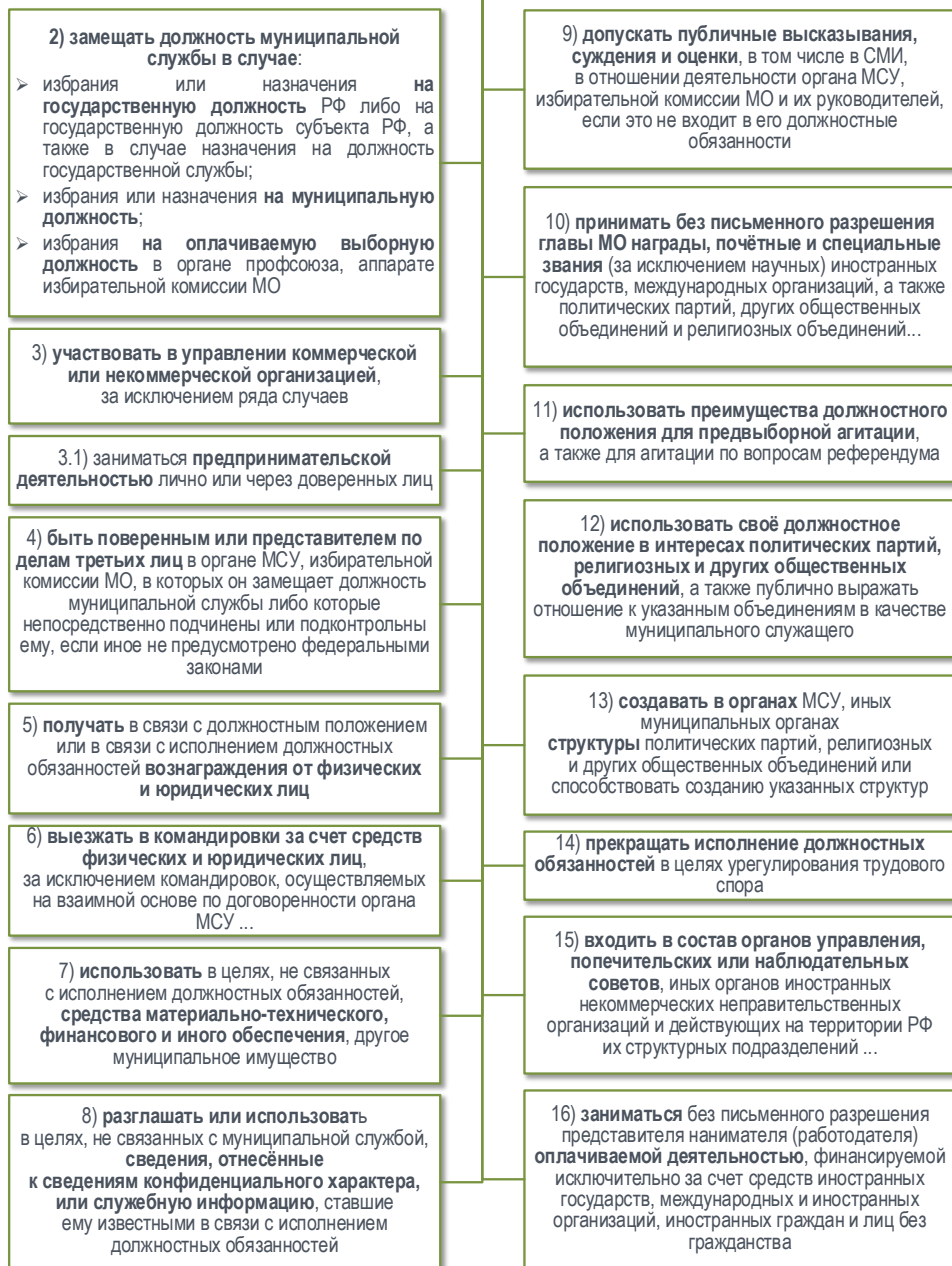 2) замещать должность муниципальной
службы в случае:
➢ избрания или назначения на
государственную должность РФ либо на
государственную должность субъекта РФ, а
также в случае назначения на должность
государственной службы;
➢ избрания или назначения на муниципальную
должность;
➢ избрания на оплачиваемую выборную
должность в органе профсоюза, аппарате
избирательной комиссии МО
3) участвовать в управлении коммерческой
или некоммерческой организацией,
за исключением ряда случаев
3.1) заниматься предпринимательской
деятельностью лично или через доверенных лиц
4) быть поверенным или представителем по
делам третьих лиц в органе МСУ, избирательной
комиссии МО, в которых он замещает должность
муниципальной службы либо которые
непосредственно подчинены или подконтрольны
ему, если иное не предусмотрено федеральными
законами
5) получать в связи с должностным положением
или в связи с исполнением должностных
обязанностей вознаграждения от физических
и юридических лиц
6) выезжать в командировки за счет средств
физических и юридических лиц,
за исключением командировок, осуществляемых
на взаимной основе по договоренности органа
МСУ ...
7) использовать в целях, не связанных
с исполнением должностных обязанностей,
средства материально-технического,
финансового и иного обеспечения, другое
муниципальное имущество
8) разглашать или использовать
в целях, не связанных с муниципальной службой,
сведения, отнесённые
к сведениям конфиденциального характера,
или служебную информацию, ставшие
ему известными в связи с исполнением
должностных обязанностей
9) допускать публичные высказывания,
суждения и оценки, в том числе в СМИ,
в отношении деятельности органа МСУ,
избирательной комиссии МО и их руководителей,
если это не входит в его должностные
обязанности
10) принимать без письменного разрешения
главы МО награды, почётные и специальные
звания (за исключением научных) иностранных
государств, международных организаций, а также
политических партий, других общественных
объединений и религиозных объединений...
11) использовать преимущества должностного
положения для предвыборной агитации,
а также для агитации по вопросам референдума
12) использовать своё должностное
положение в интересах политических партий,
религиозных и других общественных
объединений, а также публично выражать
отношение к указанным объединениям в качестве
муниципального служащего
13) создавать в органах МСУ, иных
муниципальных органах
структуры политических партий, религиозных
и других общественных объединений или
способствовать созданию указанных структур
14) прекращать исполнение должностных
обязанностей в целях урегулирования трудового
спора
15) входить в состав органов управления,
попечительских или наблюдательных
советов, иных органов иностранных
некоммерческих неправительственных
организаций и действующих на территории РФ
их структурных подразделений ...
16) заниматься без письменного разрешения
представителя нанимателя (работодателя)
оплачиваемой деятельностью, финансируемой
исключительно за счет средств иностранных
государств, международных и иностранных
организаций, иностранных граждан и лиц без
гражданства